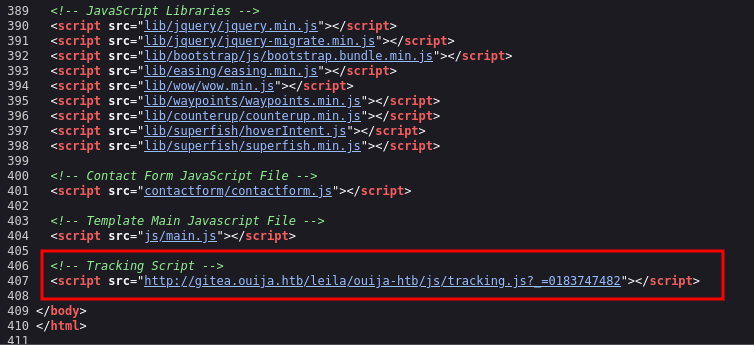 389 <!-- JavaScript Libraries -->
390 <script src="lib/jquery/jquery.min.js"></script>
391 <script src="lib/jquery/jquery-migrate.min.js"></script>
392 <script src="lib/bootstrap/js/bootstrap.bundle.min.js"></script>
393 <script src="lib/easing/easing.min.js"></script>
394 <script src="lib/wow/wow.min.js"></script>
395 <script src="lib/waypoints/waypoints.min.js"></script>
396 <script src="lib/counterup/counterup.min.js"></script>
397 <script src="lib/superfish/hoverIntent.js"></script>
398 <script src="lib/superfish/superfish.min.js"></script>
399
400 <!-- Contact Form JavaScript File -->
401 <script src="contactform/contactform.js"></script>
402
403 <!-- Template Main Javascript File -->
404 <script src="js/main.js"></script>
405
406 <!-- Tracking Script -->
407 <script src="http://gitea.ouija.htb/leila/ouija-htb/js/tracking.js?_=0183747482"></script>
408
409 </body>
410 </html>
411